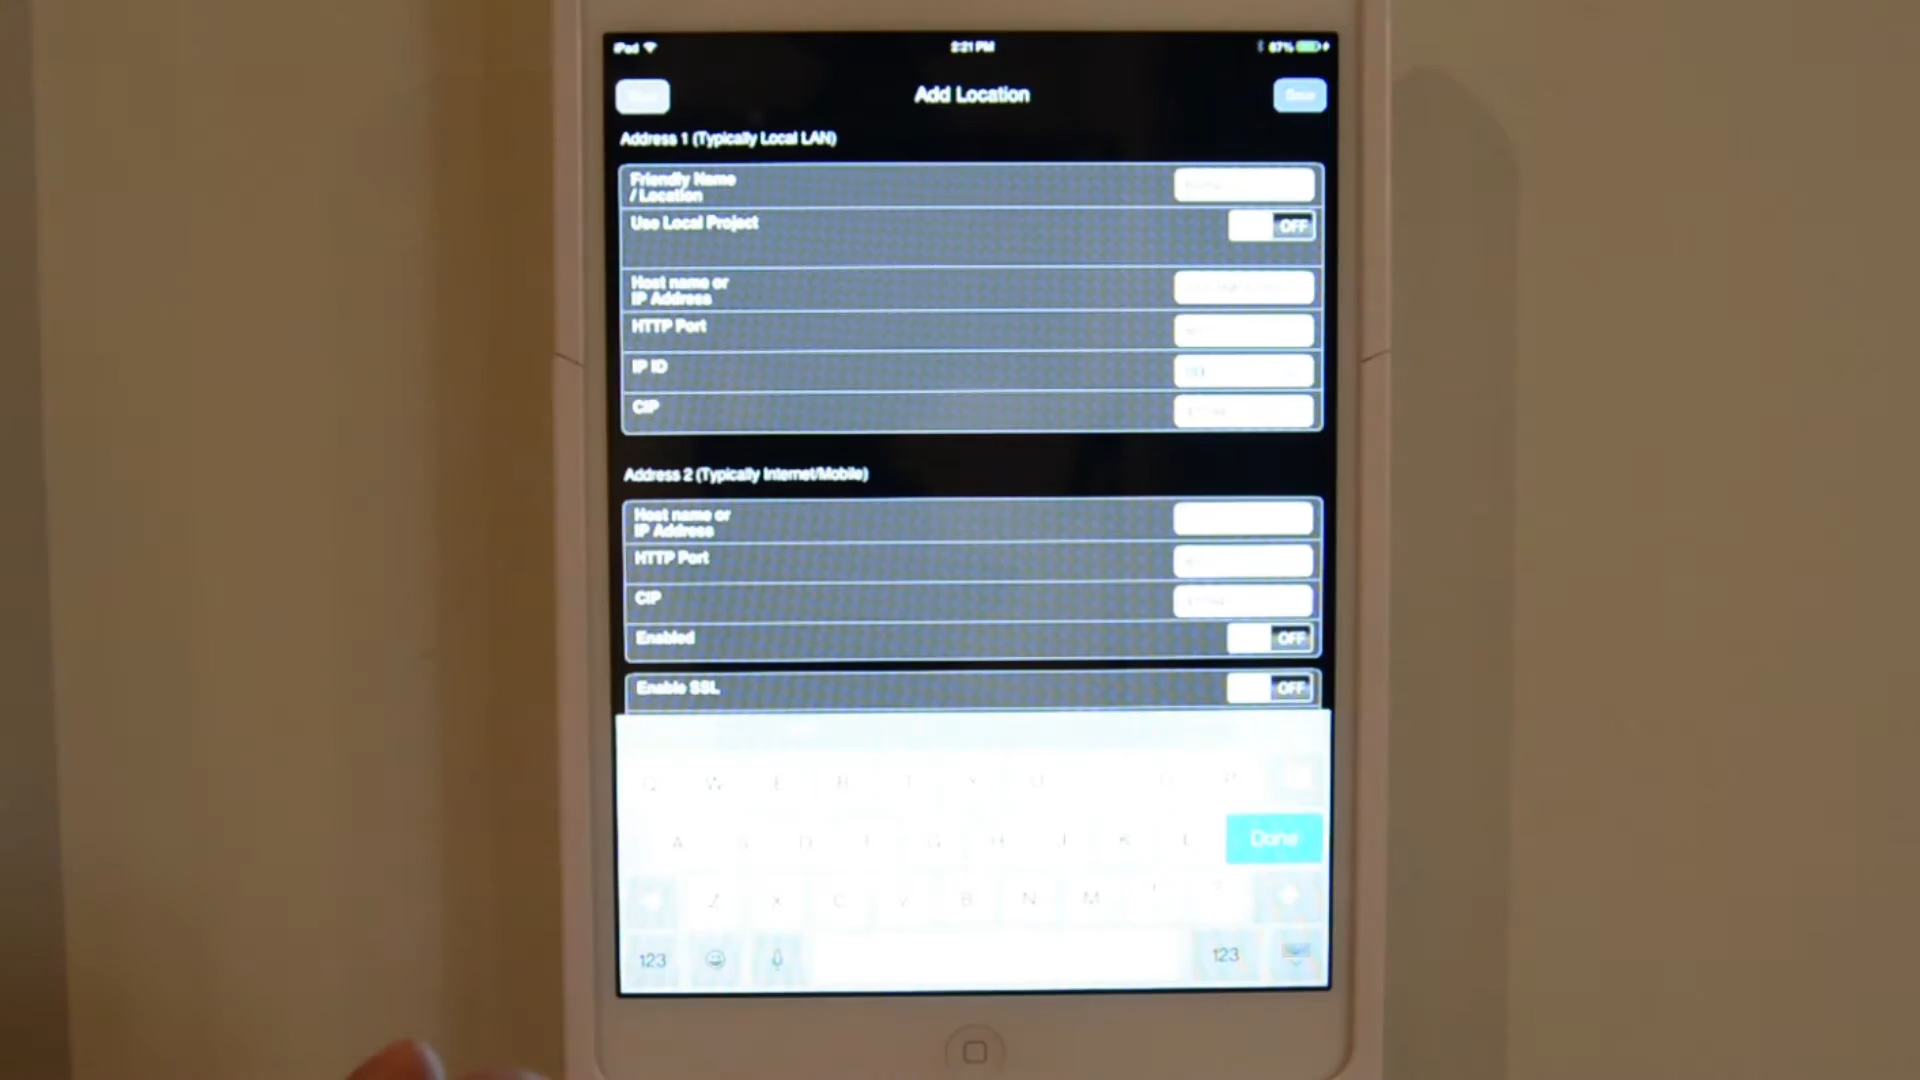 iPad
2:21 PM
87%
Add Location
Save
Address 1 (Typically Local LAN)
Friendly Name
/ Location
Use Local Project
OFF
Host name or
IP Address
HTTP Port
IP ID
CIP
Address 2 (Typically Internet/Mobile)
Host name or
IP Address
HTTP Port
CIP
Enabled
OFF
Enable SSL
OFF
Q W E R T Y U O P
A S D F G H J K L Done
Z X C V B N M ! ?
123 123